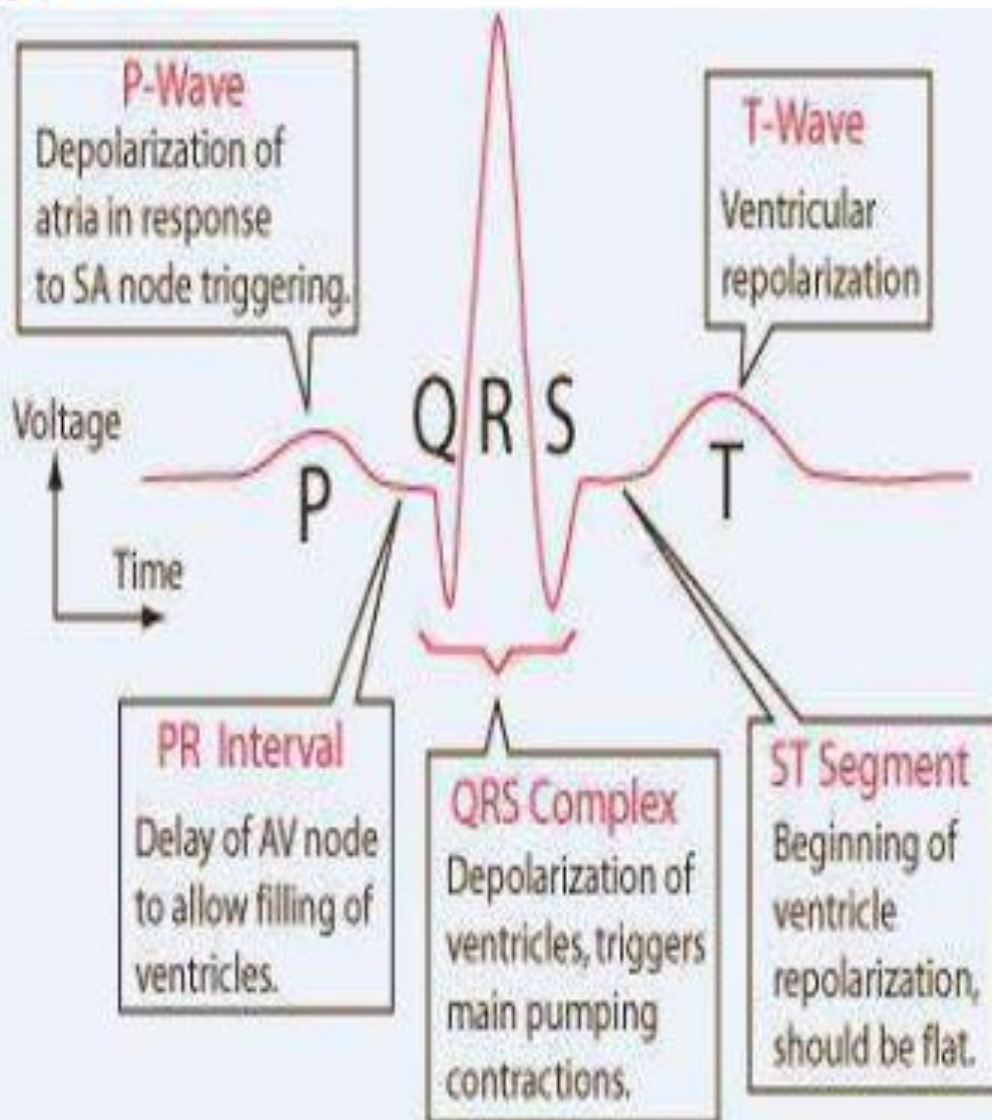 P-Wave
Depolarization of
atria in response
to SA node triggering.
T-Wave
Ventricular
repolarization
Voltage
Time
P
Q R S
T
PR Interval
Delay of AV node
to allow filling of
ventricles.
QRS Complex
Depolarization of
ventricles, triggers
main pumping
contractions.
ST Segment
Beginning of
ventricle
repolarization,
should be flat.